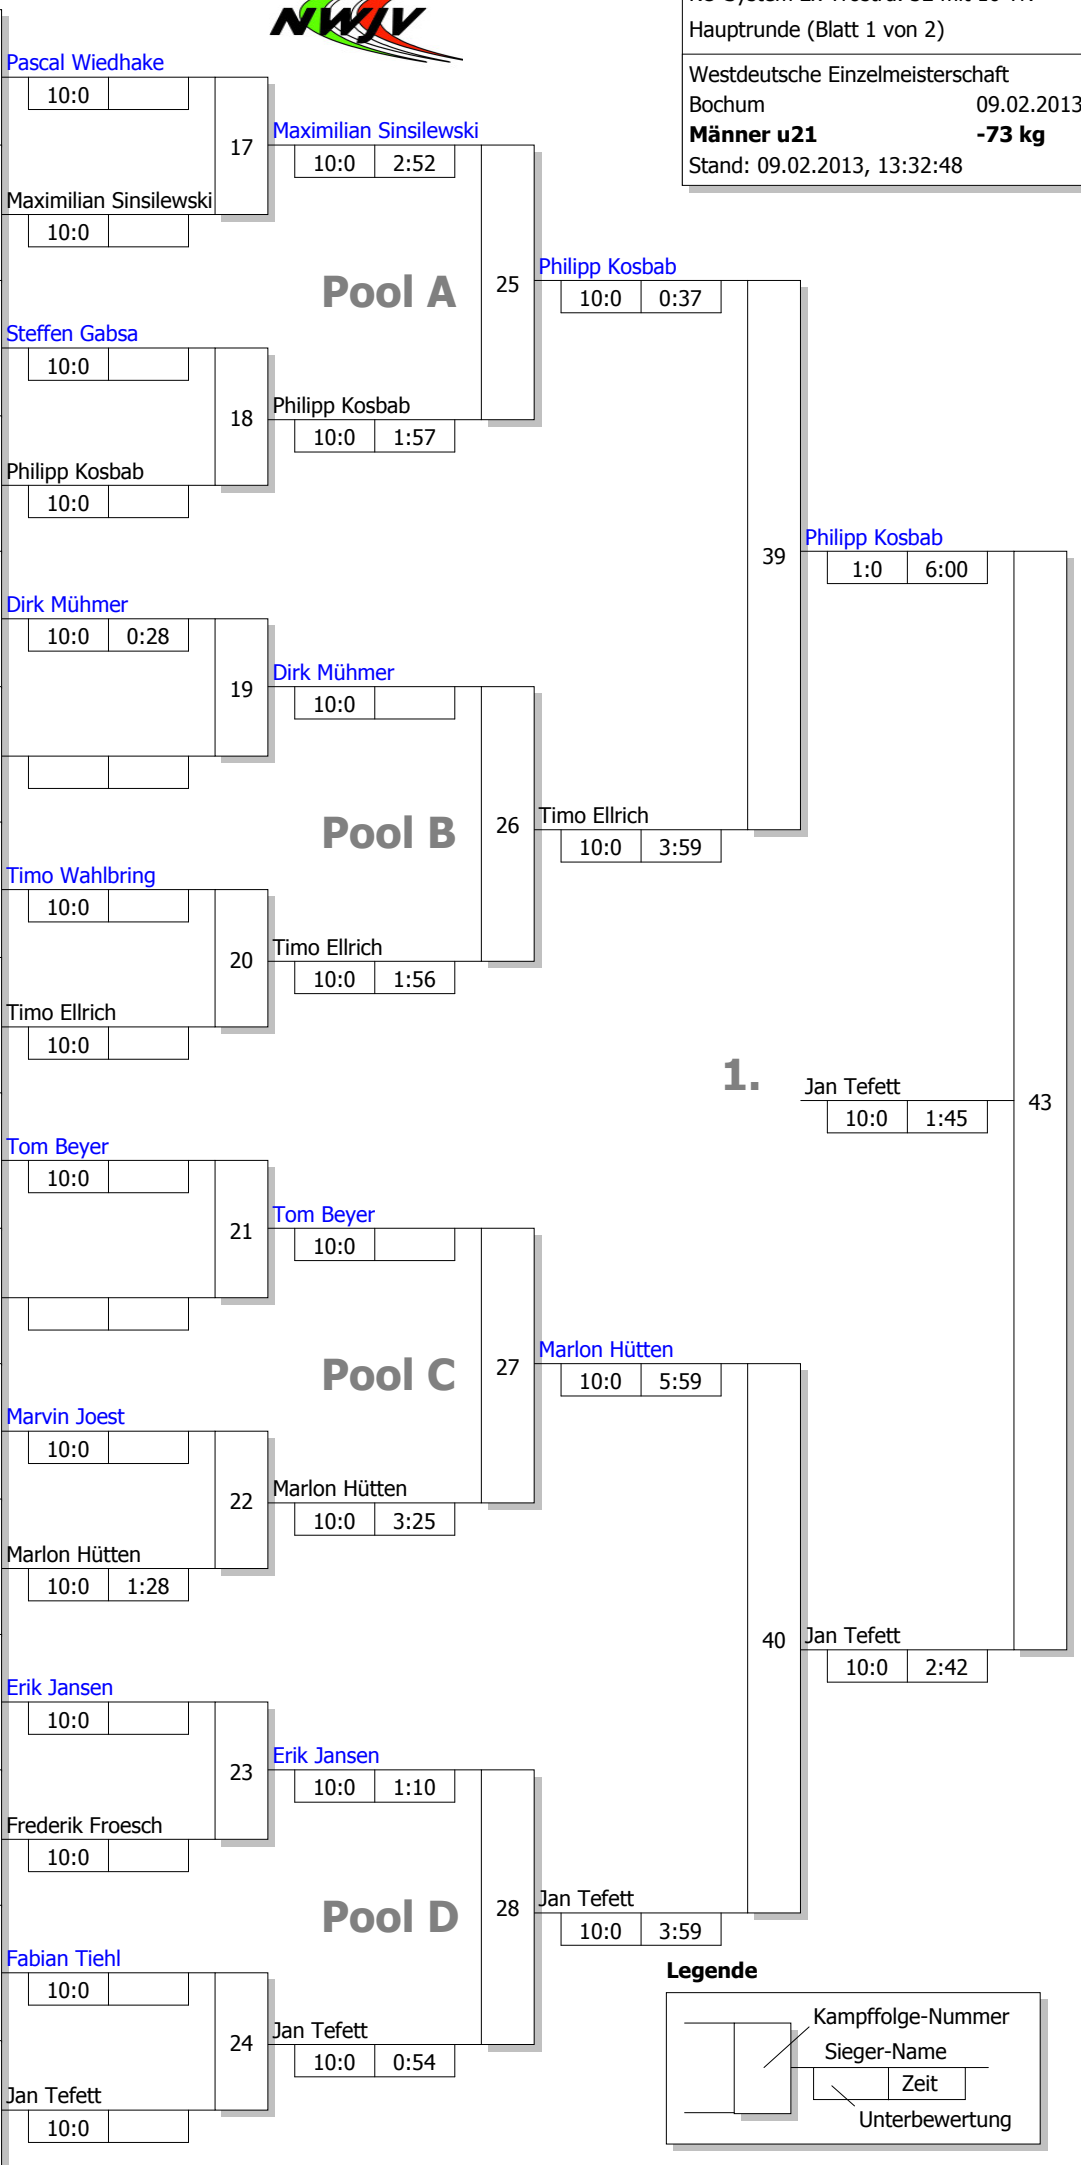 NWJV
Hauptrunde (Blatt 1 von 2)
Westdeutsche Einzelmeisterschaft
Bochum 09.02.2013
Männer u21 -73 kg
Stand: 09.02.2013, 13:32:48
Pascal Wiedhake
10:0
17
Maximilian Sinsilewski
10:0 2:52
Maximilian Sinsilewski
10:0
Pool A
25
Philipp Kosbab
10:0 0:37
Steffen Gabsa
10:0
18
Philipp Kosbab
10:0 1:57
Philipp Kosbab
10:0
39
Philipp Kosbab
1:0 6:00
Dirk Mühmer
10:0 0:28
19
Dirk Mühmer
10:0
Pool B
26
Timo Ellrich
10:0 3:59
Timo Wahlbring
10:0
20
Timo Ellrich
10:0 1:56
Timo Ellrich
10:0
1.
Jan Tefett
10:0 1:45
43
Tom Beyer
10:0
21
Tom Beyer
10:0
Pool C
27
Marlon Hütten
10:0 5:59
Marvin Joest
10:0
22
Marlon Hütten
10:0 3:25
Marlon Hütten
10:0 1:28
40
Jan Tefett
10:0 2:42
Erik Jansen
10:0
23
Erik Jansen
10:0 1:10
Frederik Froesch
10:0
Pool D
28
Jan Tefett
10:0 3:59
Fabian Tiehl
10:0
24
Jan Tefett
10:0 0:54
Jan Tefett
10:0
Legende
Kampffolge-Nummer
Sieger-Name
Zeit
Unterbewertung